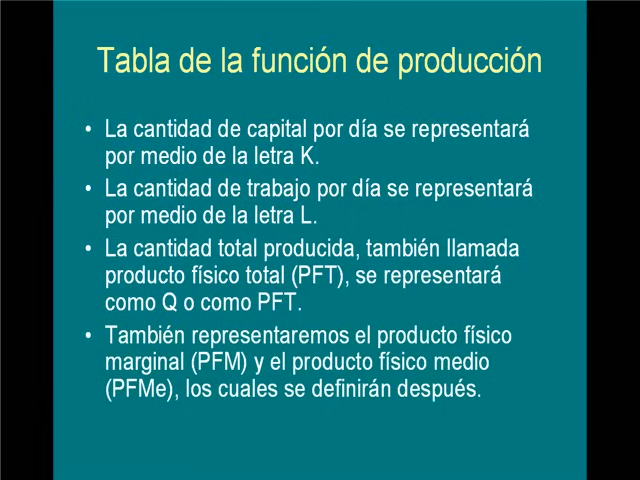 Tabla de la función de producción
• La cantidad de capital por día se representará
por medio de la letra K.
• La cantidad de trabajo por día se representará
por medio de la letra L.
• La cantidad total producida, también llamada
producto físico total (PFT), se representará
como Q o como PFT.
• También representaremos el producto físico
marginal (PFM) y el producto físico medio
(PFMe), los cuales se definirán después.